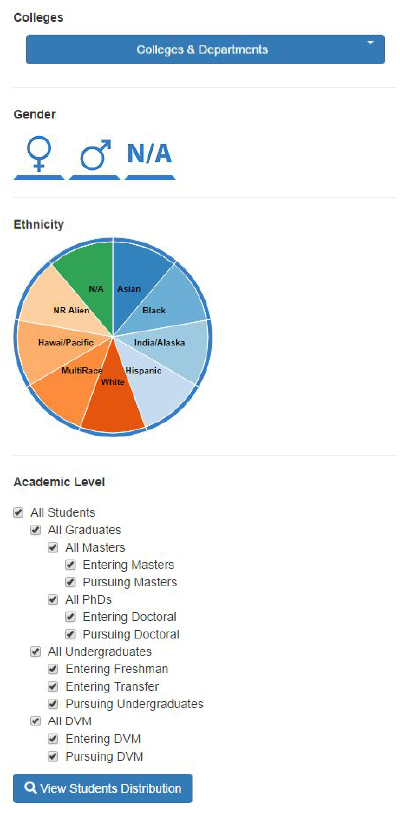 Colleges
Colleges & Departments
Gender
N/A
Ethnicity
N/A
Asian
NR Alien
Black
Hawai/Pacific
India/Alaska
MultiRace
Hispanic
White
Academic Level
All Students
All Graduates
All Masters
Entering Masters
Pursuing Masters
All PhDs
Entering Doctoral
Pursuing Doctoral
All Undergraduates
Entering Freshman
Entering Transfer
Pursuing Undergraduates
All DVM
Entering DVM
Pursuing DVM
View Students Distribution